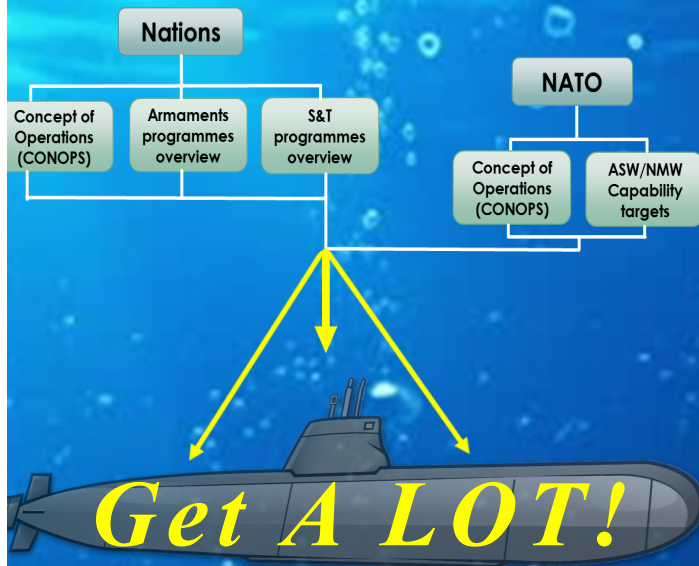 Nations
Concept of
Operations
(CONOPS)
Armaments
programmes
overview
S&T
programmes
overview
NATO
Concept of
Operations
(CONOPS)
ASW/NMW
Capability
targets
Get A LOT!